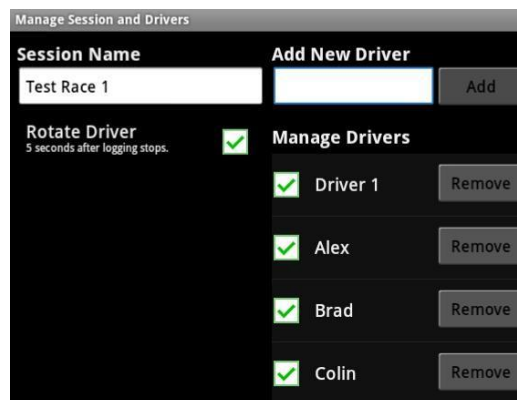 Manage Session and Drivers
Session Name
Test Race 1
Rotate Driver
5 seconds after logging stops.
Add New Driver
Add
Manage Drivers
Driver 1
Remove
Alex
Remove
Brad
Remove
Colin
Remove